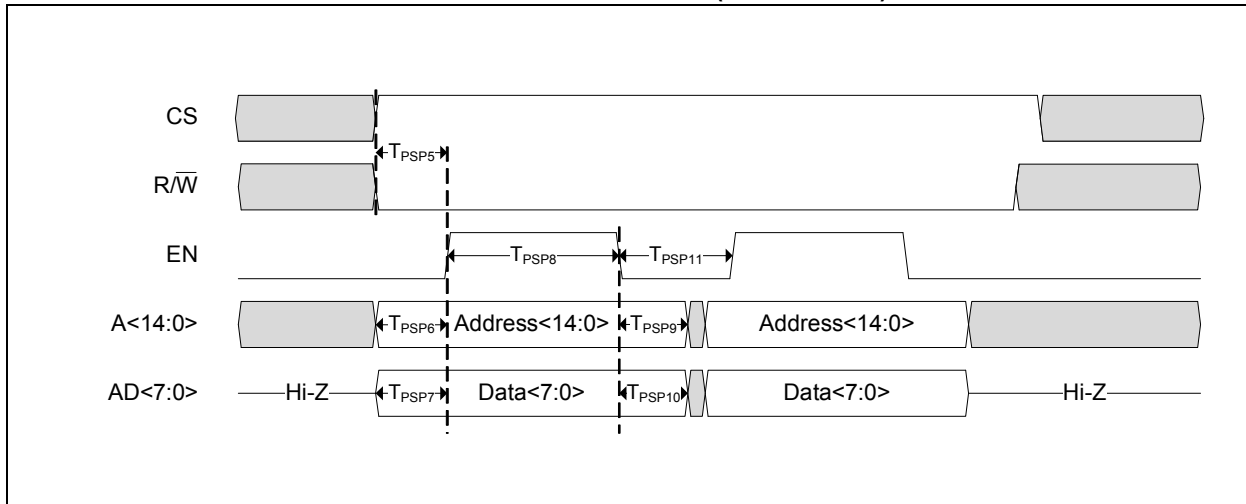 CS
TPSP5
R/W̅
EN
TPSP8 TPSP11
A<14:0> TPSP6 Address<14:0> TPSP9 Address<14:0>
AD<7:0> Hi-Z TPSP7 Data<7:0> TPSP10 Data<7:0> Hi-Z